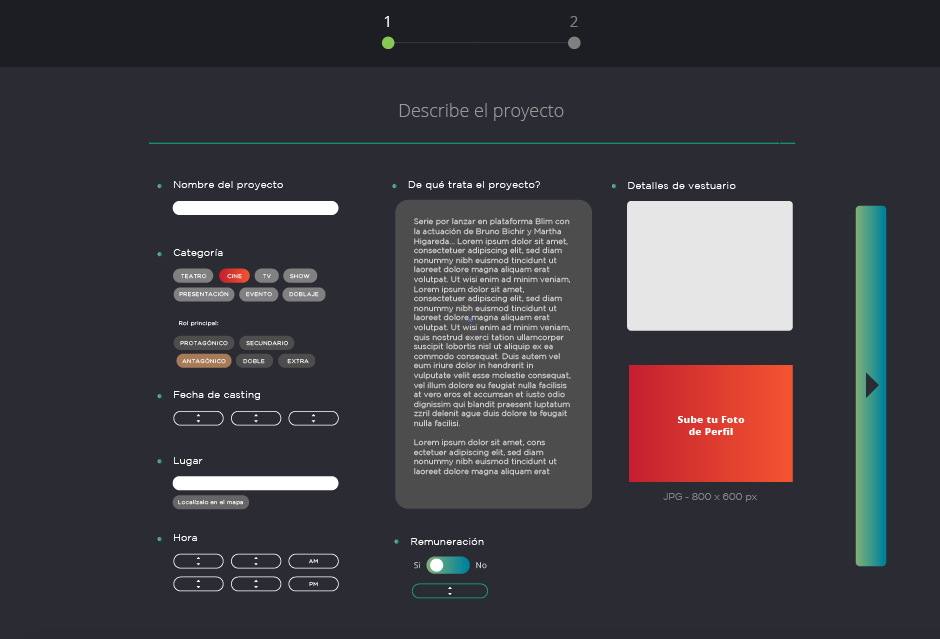 1
2
Describe el proyecto
Nombre del proyecto
Categoría
TEATRO CINE TV SHOW
PRESENTACIÓN EVENTO DOBLAJE
Rol principal:
PROTAGÓNICO SECUNDARIO
ANTAGÓNICO DOBLE EXTRA
Fecha de casting
Lugar
Localízalo en el mapa
Hora
AM
PM
De qué trata el proyecto?
Serie por lanzar en plataforma Blim con
la actuación de Bruno Bichir y Martha
Higareda... Lorem ipsum dolor sit amet,
consectetuer adipiscing elit, sed diam
nonummy nibh euismod tincidunt ut
laoreet dolore magna aliquam erat
volutpat. Ut wisi enim ad minim veniam,
Lorem ipsum dolor sit amet,
consectetuer adipiscing elit, sed diam
nonummy nibh euismod tincidunt ut
laoreet dolore magna aliquam erat
volutpat. Ut wisi enim ad minim veniam,
quis nostrud exerci tation ullamcorper
suscipit lobortis nisl ut aliquip ex ea
commodo consequat. Duis autem vel
eum iriure dolor in hendrerit in
vulputate velit esse molestie consequat,
vel illum dolore eu feugiat nulla facilisis
at vero eros et accumsan et iusto odio
dignissim qui blandit praesent luptatum
zzril delenit ague duis dolore te feugait
nulla facilisi.
Lorem ipsum dolor sit amet, cons
ectetuer adipiscing elit, sed diam
nonummy nibh euismod tincidunt ut
laoreet dolore magna aliquam erat
Remuneración
Si No
Detalles de vestuario
Sube tu Foto
de Perfil
JPG - 800 x 600 px